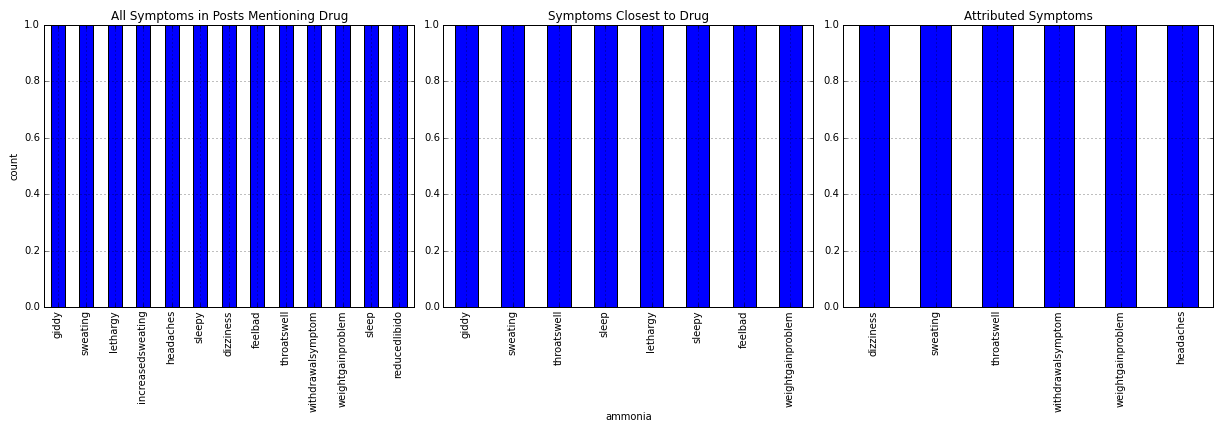 All Symptoms in Posts Mentioning Drug
count
1.0
0.8
0.6
0.4
0.2
0.0
giddy
sweating
lethargy
increasedsweating
headaches
sleepy
dizziness
feelbad
throatswell
withdrawalsymptom
weightgainproblem
sleep
reducedlibido
Symptoms Closest to Drug
1.0
0.8
0.6
0.4
0.2
0.0
giddy
sweating
throatswell
sleep
lethargy
sleepy
feelbad
weightgainproblem
ammonia
Attributed Symptoms
1.0
0.8
0.6
0.4
0.2
0.0
dizziness
sweating
throatswell
withdrawalsymptom
weightgainproblem
headaches